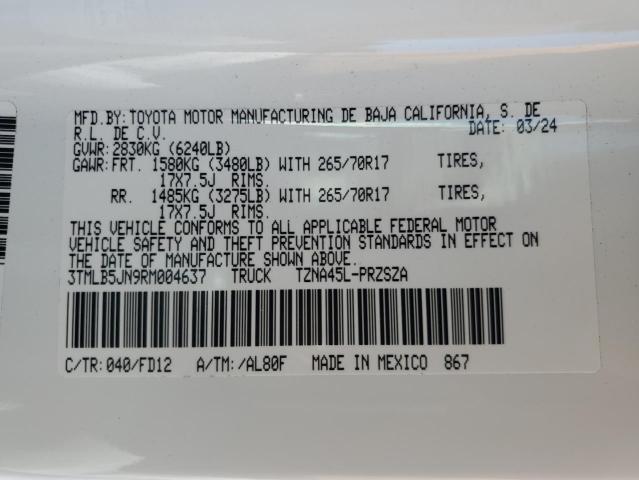 MFD.BY:TOYOTA MOTOR MANUFACTURING DE BAJA CALIFORNIA, S. DE
R.L. DE C.V. DATE: 03/24
GVWR:2830KG (6240LB)
GAWR:FRT. 1580KG (3480LB) WITH 265/70R17 TIRES,
17X7.5J RIMS.
RR. 1485KG (3275LB) WITH 265/70R17 TIRES,
17X7.5J RIMS.
THIS VEHICLE CONFORMS TO ALL APPLICABLE FEDERAL MOTOR
VEHICLE SAFETY AND THEFT PREVENTION STANDARDS IN EFFECT ON
THE DATE OF MANUFACTURE SHOWN ABOVE.
3TMLB5JN9RM004637 TRUCK TZNA45L-PRZSZA
C/TR:040/FD12 A/TM:/AL80F MADE IN MEXICO 867